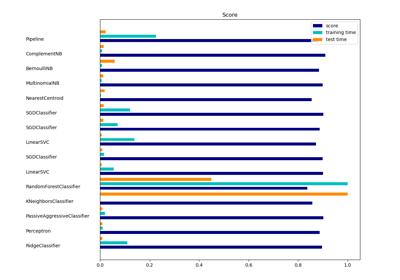 Score
score
training time
test time
Pipeline
ComplementNB
BernoulliNB
MultinomialNB
NearestCentroid
SGDClassifier
SGDClassifier
LinearSVC
SGDClassifier
LinearSVC
RandomForestClassifier
KNeighborsClassifier
PassiveAggressiveClassifier
Perceptron
RidgeClassifier
0.0 0.2 0.4 0.6 0.8 1.0